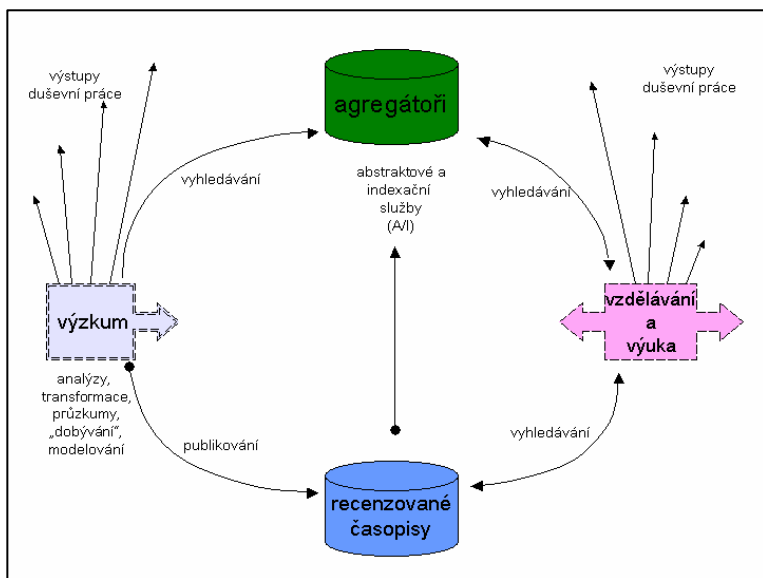 výstupy
duševní práce
výstupy
duševní práce
agregátoři
vyhledávání
abstraktové a
indexační
služby
(A/I)
vyhledávání
výzkum
vzdělávání
a
výuka
analýzy,
transformace,
průzkumy,
„dobývání“,
modelování
publikování
vyhledávání
recenzované
časopisy